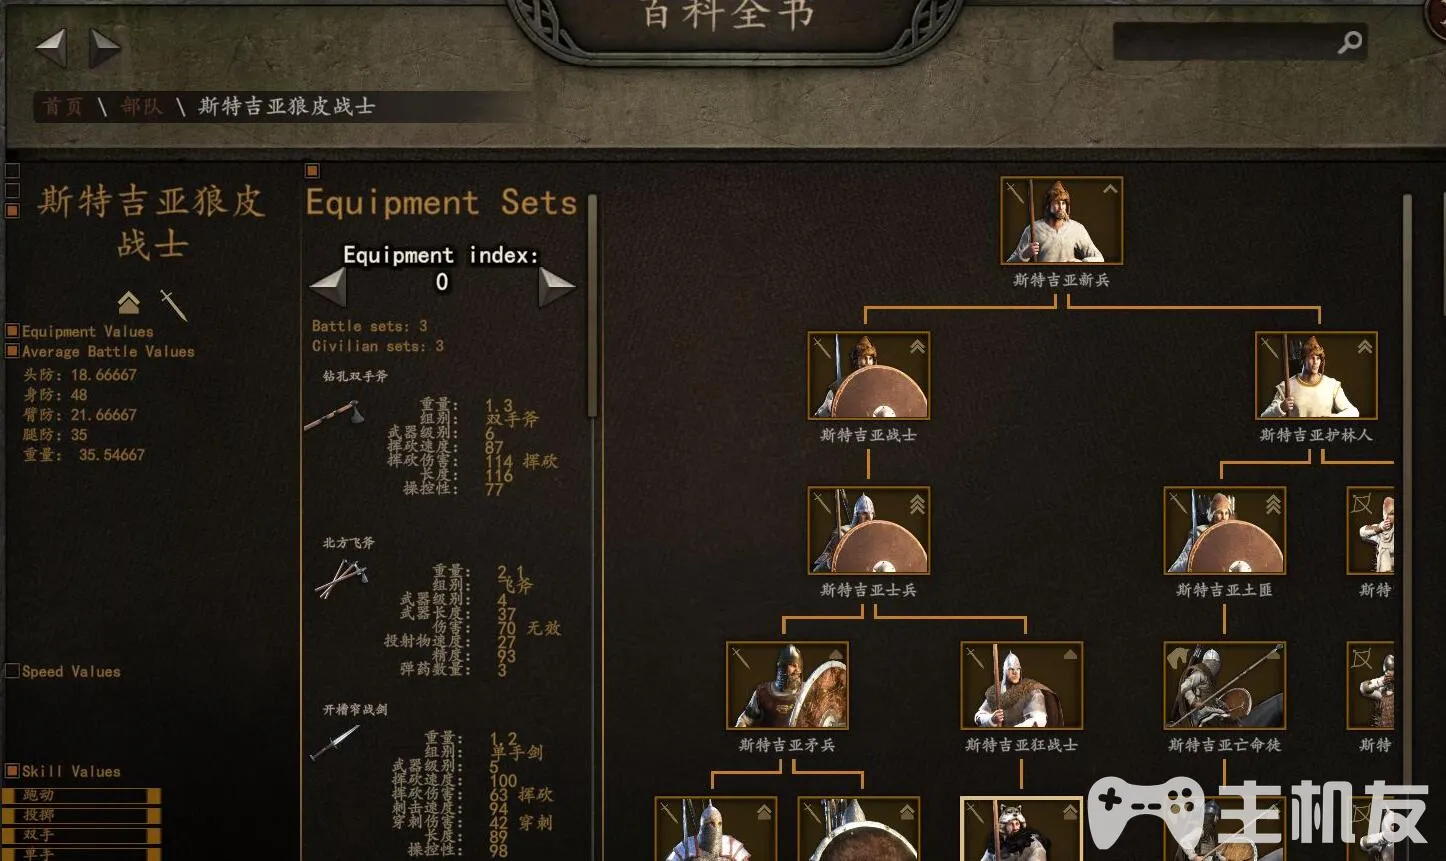 百科全书
首页 \ 部队 \ 斯特吉亚狼皮战士
斯特吉亚狼皮
战士
Equipment Values
Average Battle Values
头防: 18.66667
身防: 48
臂防: 21.66667
腿防: 35
重量: 35.54667
Speed Values
Skill Values
跑动
投掷
双手
单手
Equipment Sets
Equipment index:
0
Battle sets: 3
Civilian sets: 3
钻孔双手斧
重量: 1.3
组别: 双手斧
武器级别: 6
挥砍速度: 87
挥砍伤害: 114 挥砍
长度: 116
操控性: 77
北方飞斧
重量: 2.1
组别: 飞斧
武器级别: 4
武器长度: 37
伤害: 70 无效
投射物速度: 27
精度: 93
弹药数量: 3
开槽窄战剑
重量: 1.2
组别: 单手剑
武器级别: 5
挥砍速度: 100
挥砍伤害: 63 挥砍
刺击速度: 94
穿刺伤害: 42 穿刺
长度: 89
操控性: 98
斯特吉亚新兵
斯特吉亚战士
斯特吉亚护林人
斯特吉亚士兵
斯特吉亚土匪
斯特
斯特吉亚矛兵
斯特吉亚狂战士
斯特吉亚亡命徒
斯特
主机友